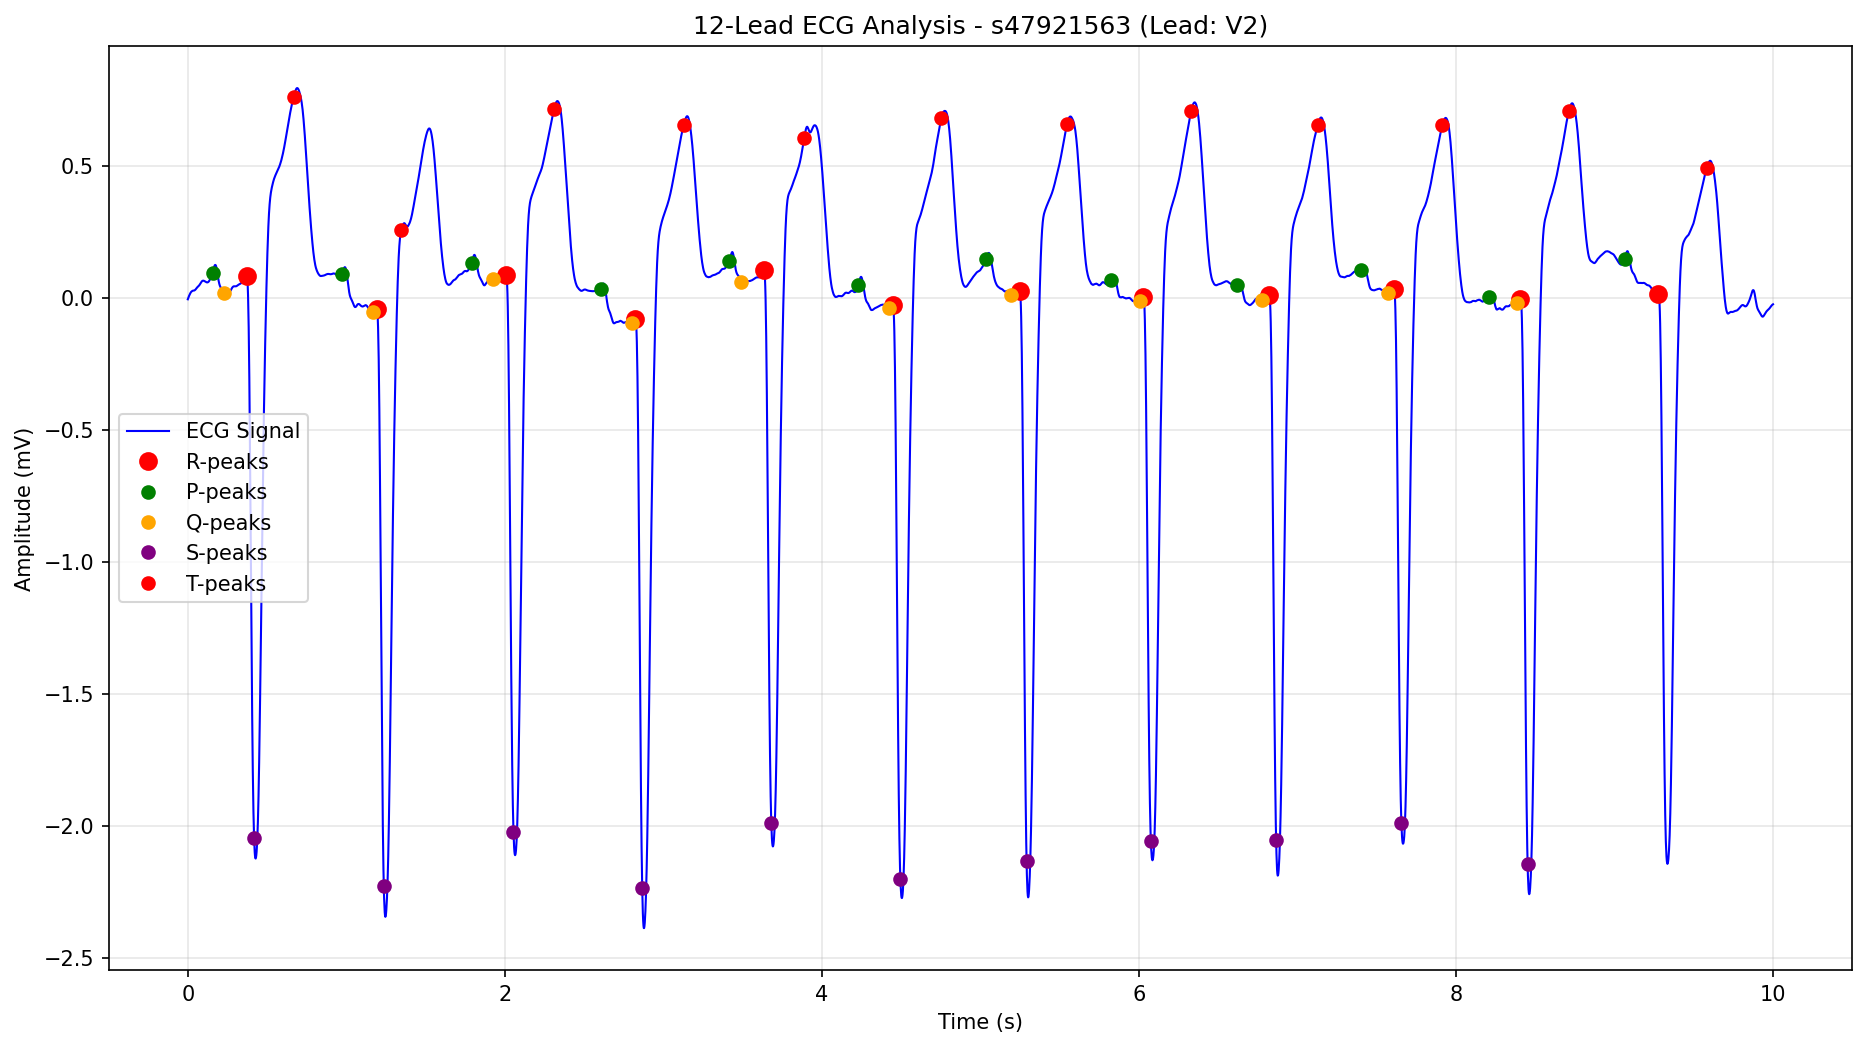 12-Lead ECG Analysis - s47921563 (Lead: V2)
Amplitude (mV)
0.5
0.0
−0.5
−1.0
−1.5
−2.0
−2.5
ECG Signal
R-peaks
P-peaks
Q-peaks
S-peaks
T-peaks
0 2 4 6 8 10
Time (s)